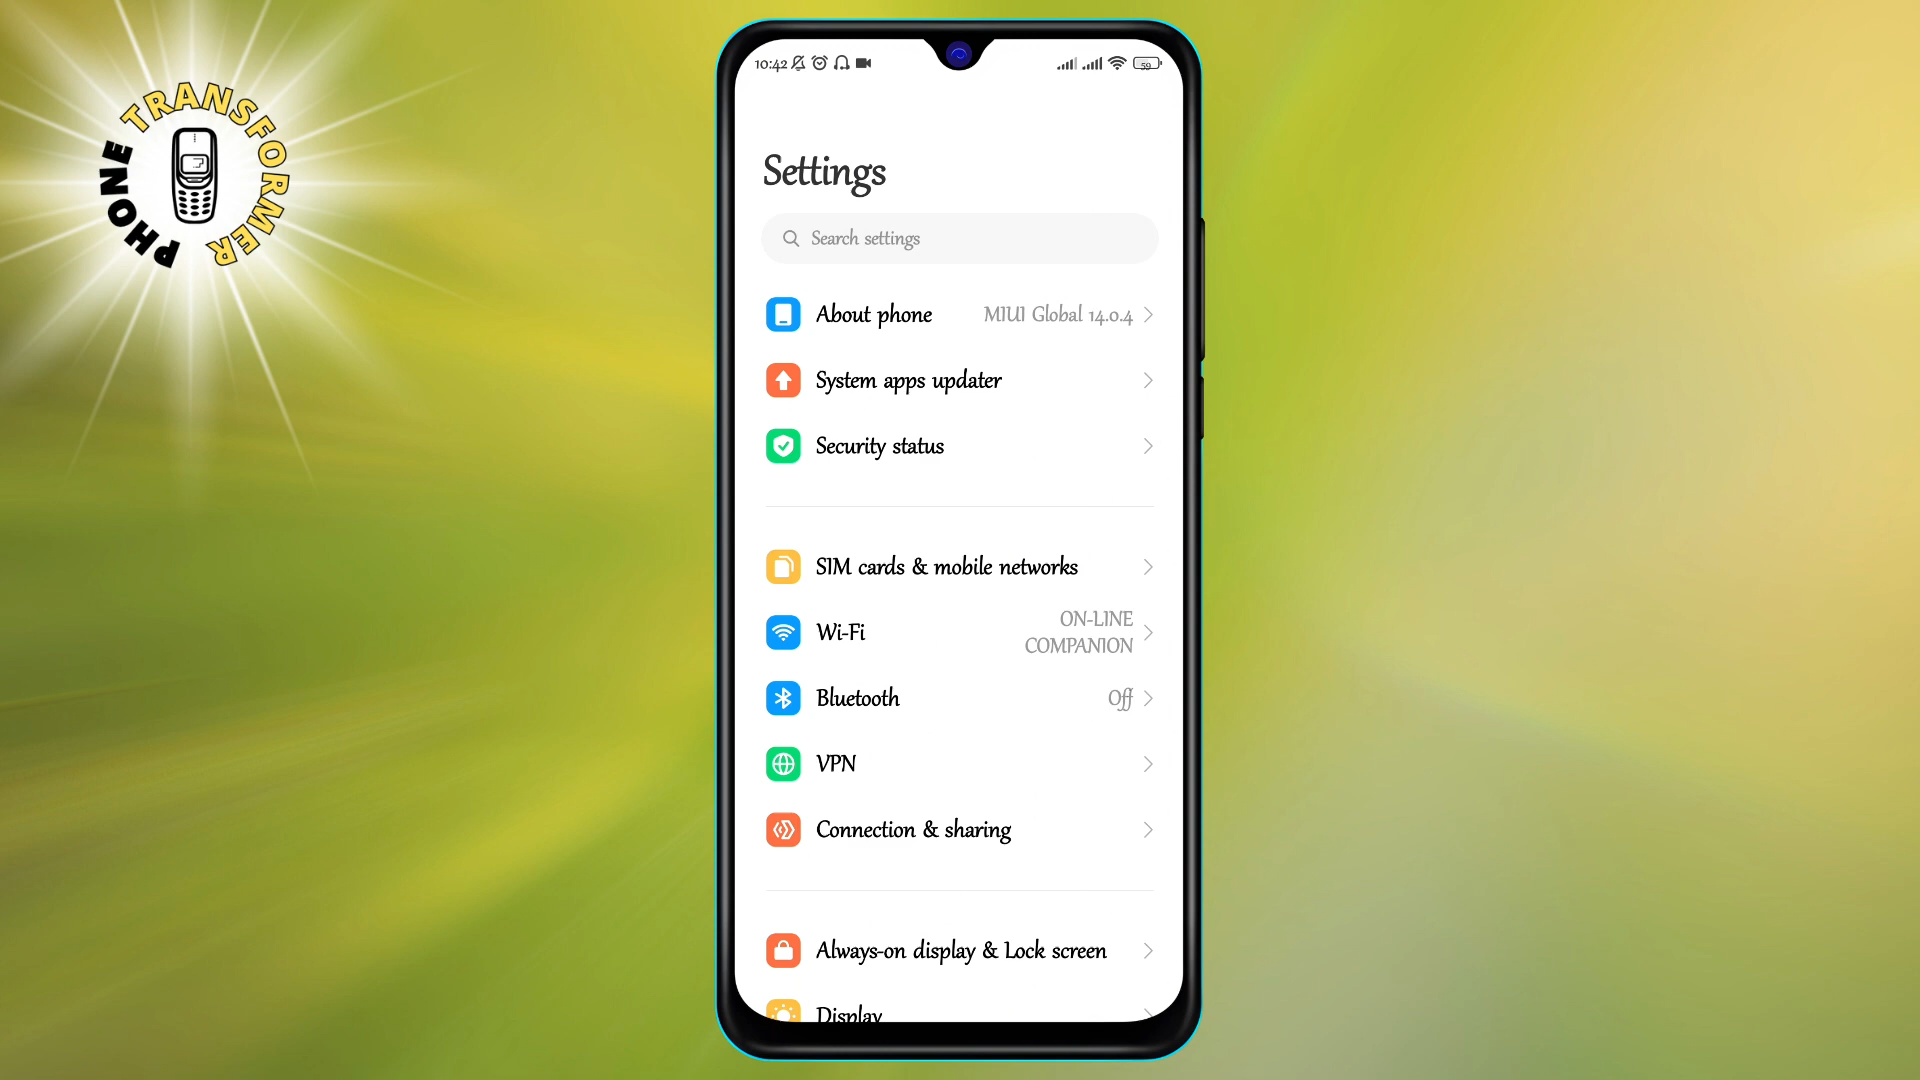 PHONE TRANSFORMER
10:42
59
Settings
Search settings
About phone MIUI Global 14.0.4
System apps updater
Security status
SIM cards & mobile networks
Wi-Fi ON-LINE
COMPANION
Bluetooth Off
VPN
Connection & sharing
Always-on display & Lock screen
Display